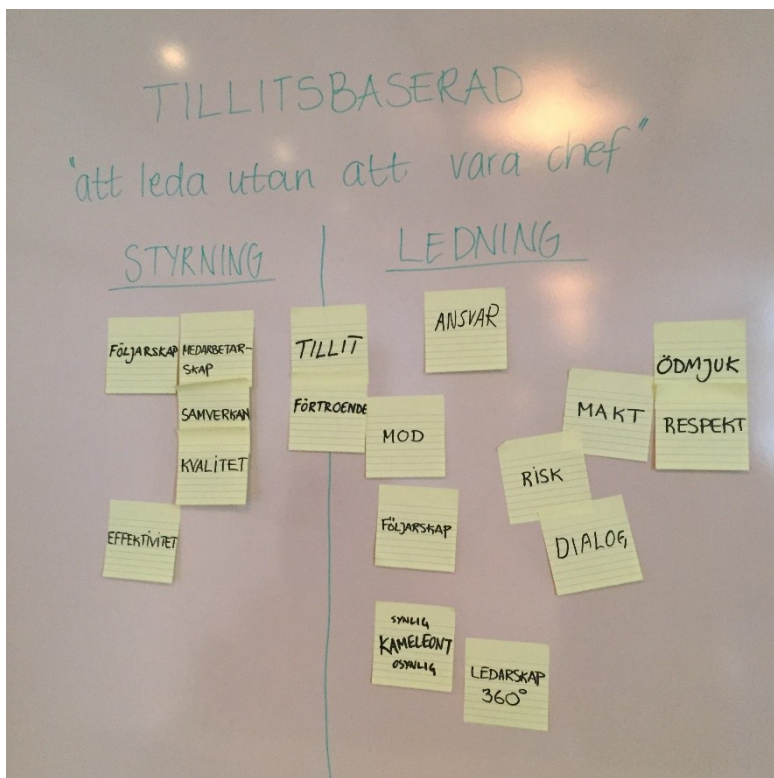 TILLITSBASERAD
"att leda utan att vara chef"
STYRNING
LEDNING
FÖLJARSKAP
MEDARBETAR-
SKAP
SAMVERKAN
KVALITET
EFFEKTIVITET
TILLIT
FÖRTROENDE
ANSVAR
MOD
FÖLJARSKAP
SYNLIG
KAMELEONT
OSYNLIG
LEDARSKAP
360°
RISK
MAKT
DIALOG
ÖDMJUK
RESPEKT